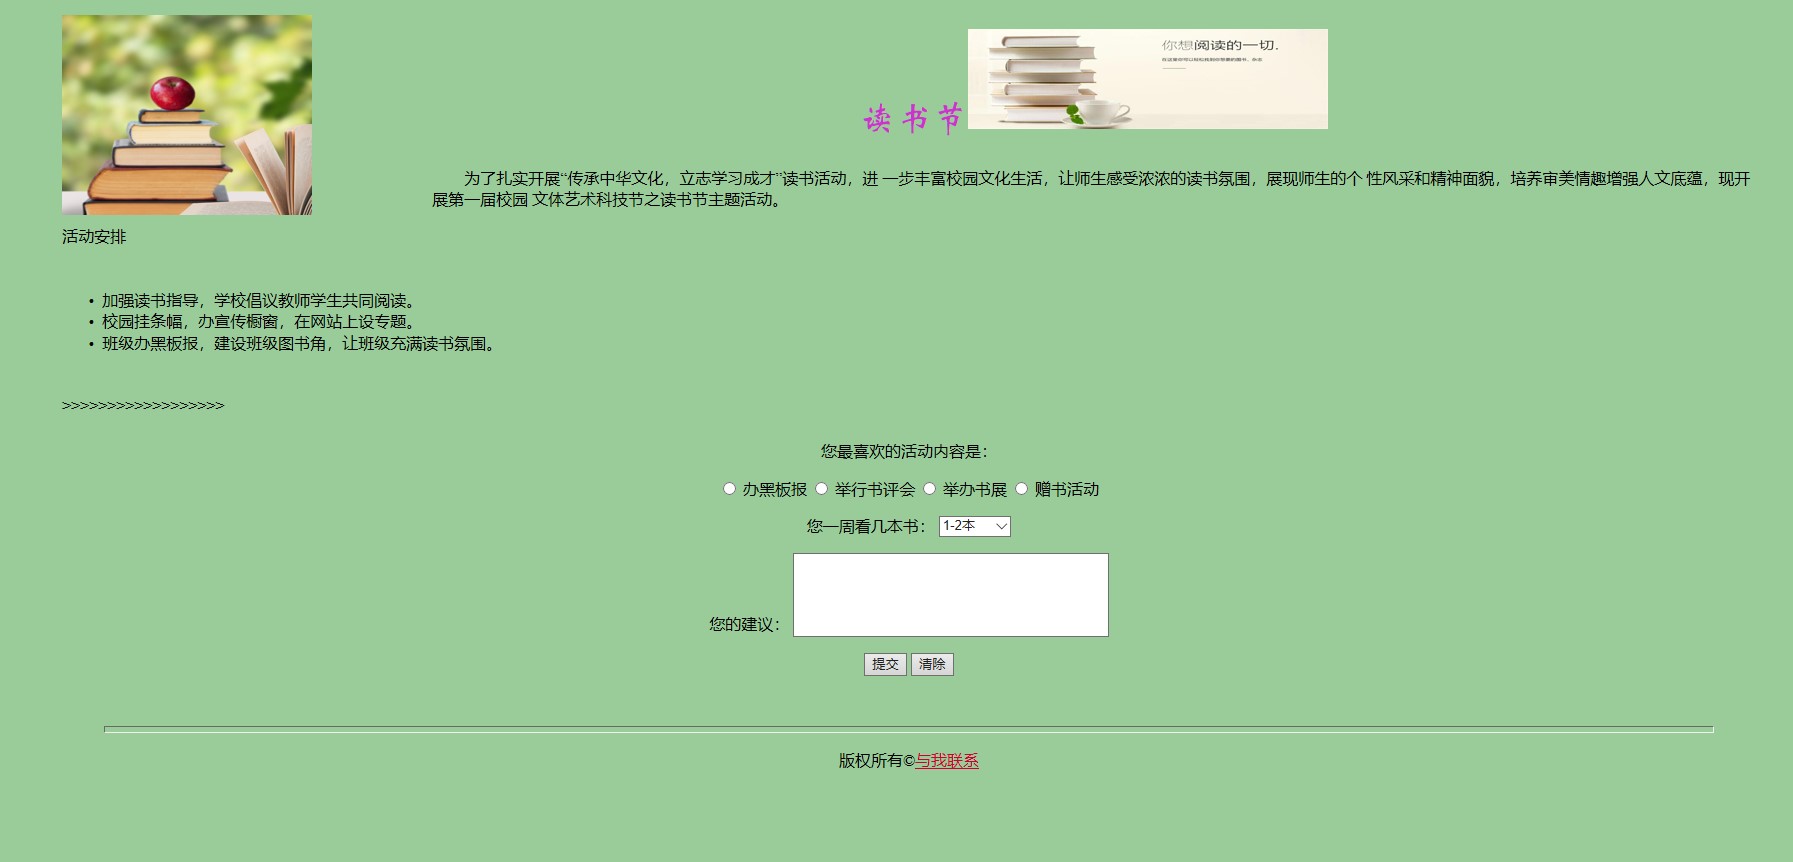 你想阅读的一切.
读书节
为了扎实开展“传承中华文化，立志学习成才”读书活动，进 一步丰富校园文化生活，让师生感受浓浓的读书氛围，展现师生的个 性风采和精神面貌，培养审美情趣增强人文底蕴，现开
展第一届校园 文体艺术科技节之读书节主题活动。
活动安排
• 加强读书指导，学校倡议教师学生共同阅读。
• 校园挂条幅，办宣传橱窗，在网站上设专题。
• 班级办黑板报，建设班级图书角，让班级充满读书氛围。
>>>>>>>>>>>>>>>>>>
您最喜欢的活动内容是：
办黑板报 举行书评会 举办书展 赠书活动
您一周看几本书： 1-2本
您的建议：
提交 清除
版权所有©与我联系